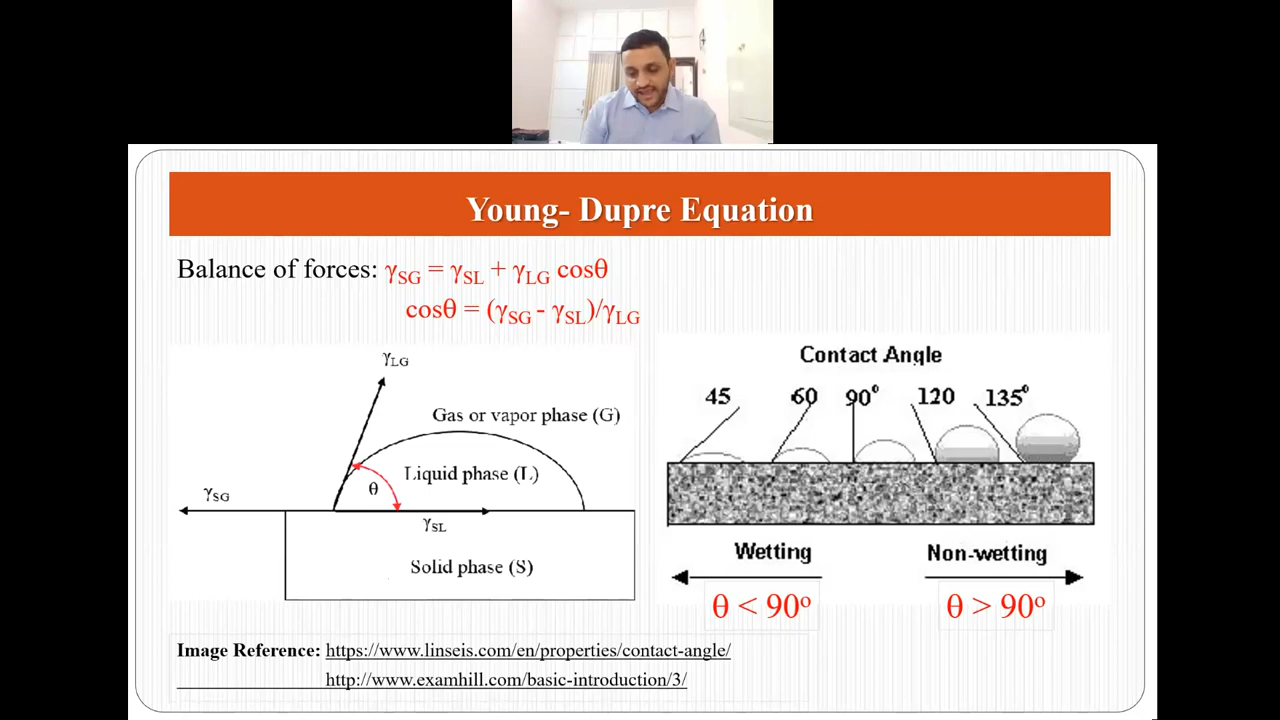 Young- Dupre Equation
Balance of forces: γSG = γSL + γLG cosθ
cosθ = (γSG - γSL)/γLG
γLG
Gas or vapor phase (G)
Liquid phase (L)
θ
γSG
γSL
Solid phase (S)
Contact Angle
45 60 90° 120 135°
Wetting Non-wetting
θ < 90º θ > 90º
Image Reference: https://www.linseis.com/en/properties/contact-angle/
http://www.examhill.com/basic-introduction/3/